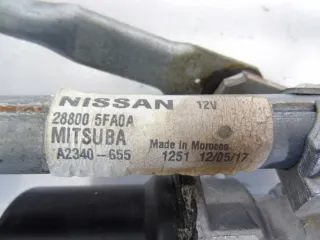 NISSAN 12V
28800 5FA0A
MITSUBA
A2340-655 Made in Morocco
1251 12/05/17